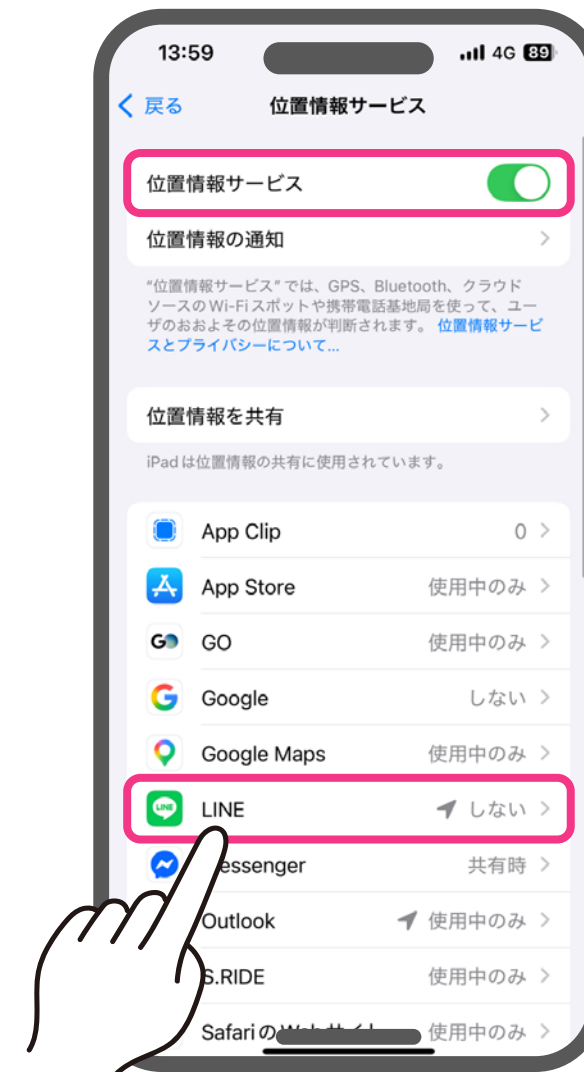 13:59
4G 89
戻る
位置情報サービス
位置情報サービス
位置情報の通知
“位置情報サービス”では、GPS、Bluetooth、クラウド
ソースのWi-Fiスポットや携帯電話基地局を使って、ユー
ザのおおよその位置情報が判断されます。 位置情報サービ
スとプライバシーについて...
位置情報を共有
iPadは位置情報の共有に使用されています。
App Clip 0
App Store 使用中のみ
GO GO 使用中のみ
Google しない
Google Maps 使用中のみ
LINE LINE しない
essenger 共有時
Outlook 使用中のみ
S.RIDE 使用中のみ
Safariの 使用中のみ